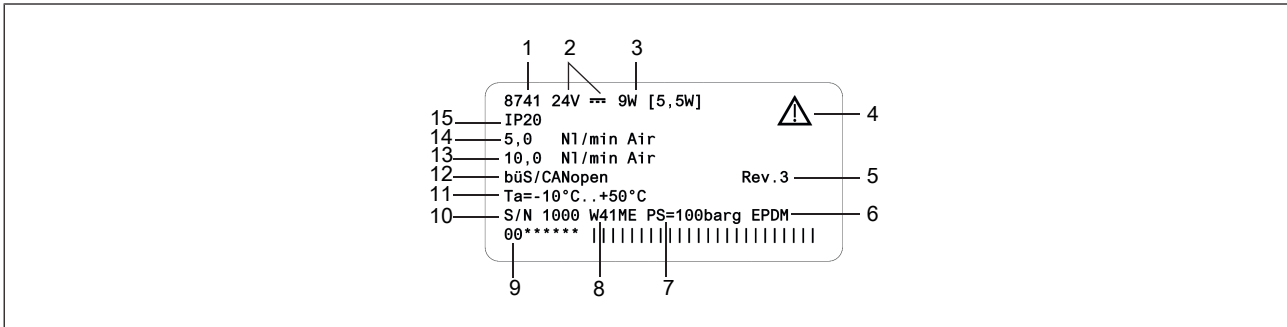 1 2 3
8741 24V ⎓ 9W [5,5W]
4
15 IP20
14 5,0 Nl/min Air
13 10,0 Nl/min Air
12 büS/CANopen Rev.3 5
11 Ta=-10°C..+50°C
10 S/N 1000 W41ME PS=100barg EPDM 6
00****** ||||||||||||||||||||||||
9 8 7